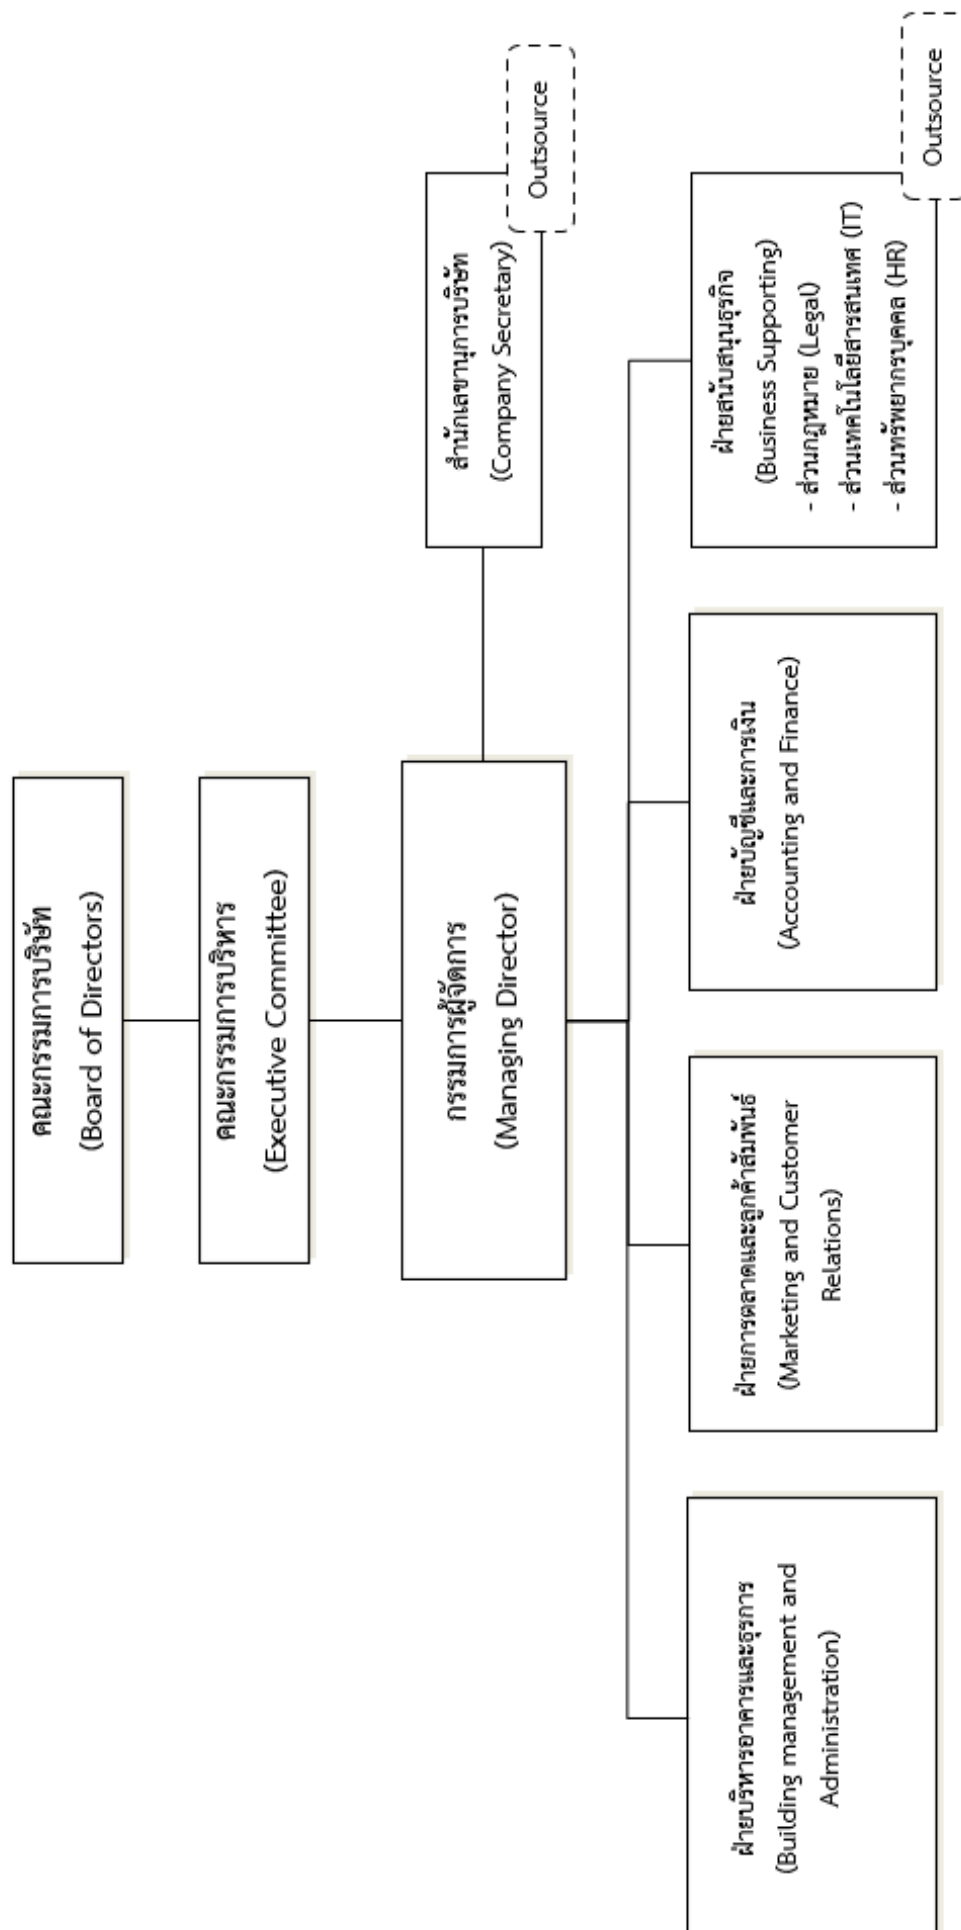 คณะกรรมการบริษัท
(Board of Directors)
คณะกรรมการบริหาร
(Executive Committee)
กรรมการผู้จัดการ
(Managing Director)
สำนักเลขานุการบริษัท
(Company Secretary)
Outsource
ฝ่ายบริหารอาคารและธุรการ
(Building management and
Administration)
ฝ่ายการตลาดและลูกค้าสัมพันธ์
(Marketing and Customer
Relations)
ฝ่ายบัญชีและการเงิน
(Accounting and Finance)
ฝ่ายสนับสนุนธุรกิจ
(Business Supporting)
- ส่วนกฎหมาย (Legal)
- ส่วนเทคโนโลยีสารสนเทศ (IT)
- ส่วนทรัพยากรบุคคล (HR)
Outsource